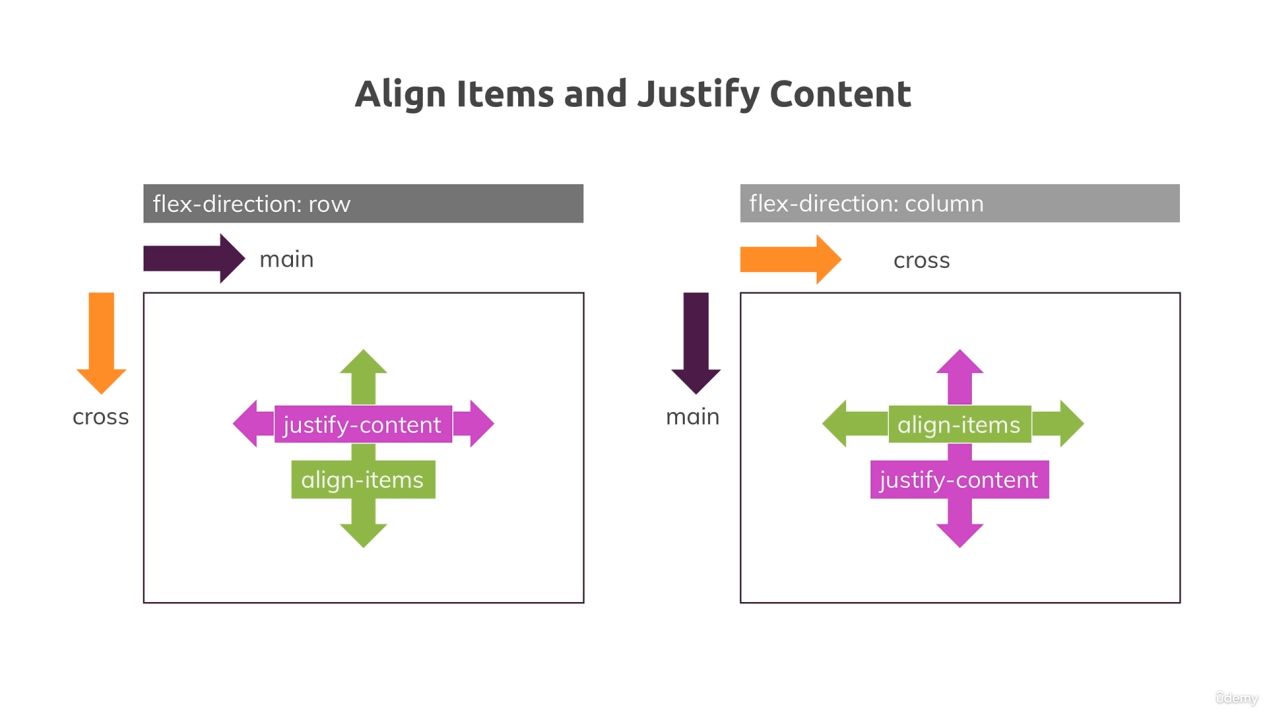 Align Items and Justify Content
flex-direction: row
main
cross
justify-content
align-items
flex-direction: column
cross
main
align-items
justify-content
ûdemy